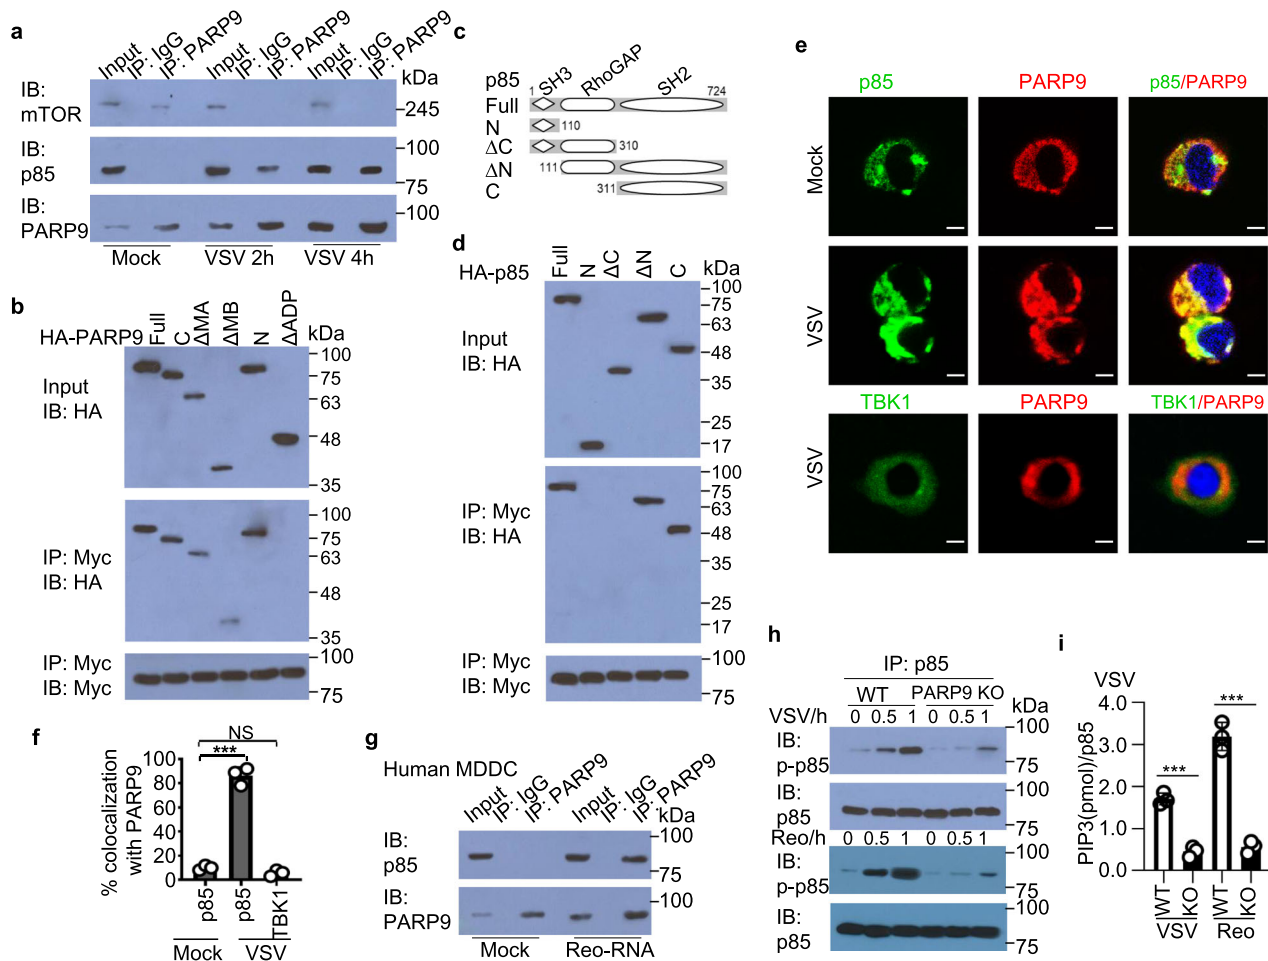 a
Input
IP: IgG
IP: PARP9
Input
IP: IgG
IP: PARP9
Input
IP: IgG
IP: PARP9
kDa
IB:
mTOR
245
IB:
p85
100
75
IB:
PARP9
100
Mock
VSV 2h
VSV 4h
b
HA-PARP9
Full
C
ΔMA
ΔMB
N
ΔADP
kDa
Input
IB: HA
100
75
63
48
35
IP: Myc
IB: HA
100
75
63
48
35
IP: Myc
IB: Myc
100
75
c
p85
1
SH3
RhoGAP
SH2
724
Full
N
110
ΔC
310
ΔN
111
C
311
d
HA-p85
Full
N
ΔC
ΔN
C
kDa
Input
IB: HA
100
75
63
48
35
25
17
IP: Myc
IB: HA
100
75
63
48
35
25
17
IP: Myc
IB: Myc
100
75
e
p85
PARP9
p85/PARP9
Mock
VSV
TBK1
PARP9
TBK1/PARP9
VSV
f
% colocalization
with PARP9
100
80
60
40
20
0
NS
***
p85
p85
TBK1
Mock
VSV
g
Human MDDC
Input
IP: IgG
IP: PARP9
Input
IP: IgG
IP: PARP9
kDa
IB:
p85
100
75
IB:
PARP9
100
Mock
Reo-RNA
h
IP: p85
WT
PARP9 KO
kDa
VSV/h
0 0.5 1 0 0.5 1
IB:
p-p85
100
75
IB:
p85
100
75
Reo/h
0 0.5 1 0 0.5 1
IB:
p-p85
100
75
IB:
p85
100
75
i
VSV
PIP3(pmol)/p85
4.0
3.0
2.0
1.0
0.0
***
***
WT
KO
WT
KO
VSV
Reo